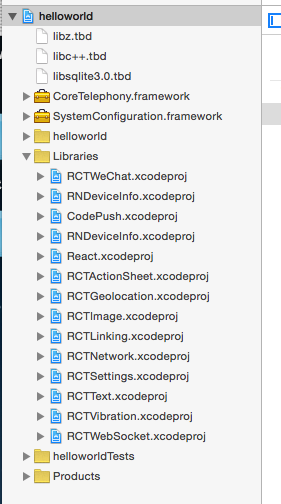 helloworld
libz.tbd
libc++.tbd
libsqlite3.0.tbd
CoreTelephony.framework
SystemConfiguration.framework
helloworld
Libraries
RCTWeChat.xcodeproj
RNDeviceInfo.xcodeproj
CodePush.xcodeproj
RNDeviceInfo.xcodeproj
React.xcodeproj
RCTActionSheet.xcodeproj
RCTGeolocation.xcodeproj
RCTImage.xcodeproj
RCTLinking.xcodeproj
RCTNetwork.xcodeproj
RCTSettings.xcodeproj
RCTText.xcodeproj
RCTVibration.xcodeproj
RCTWebSocket.xcodeproj
helloworldTests
Products